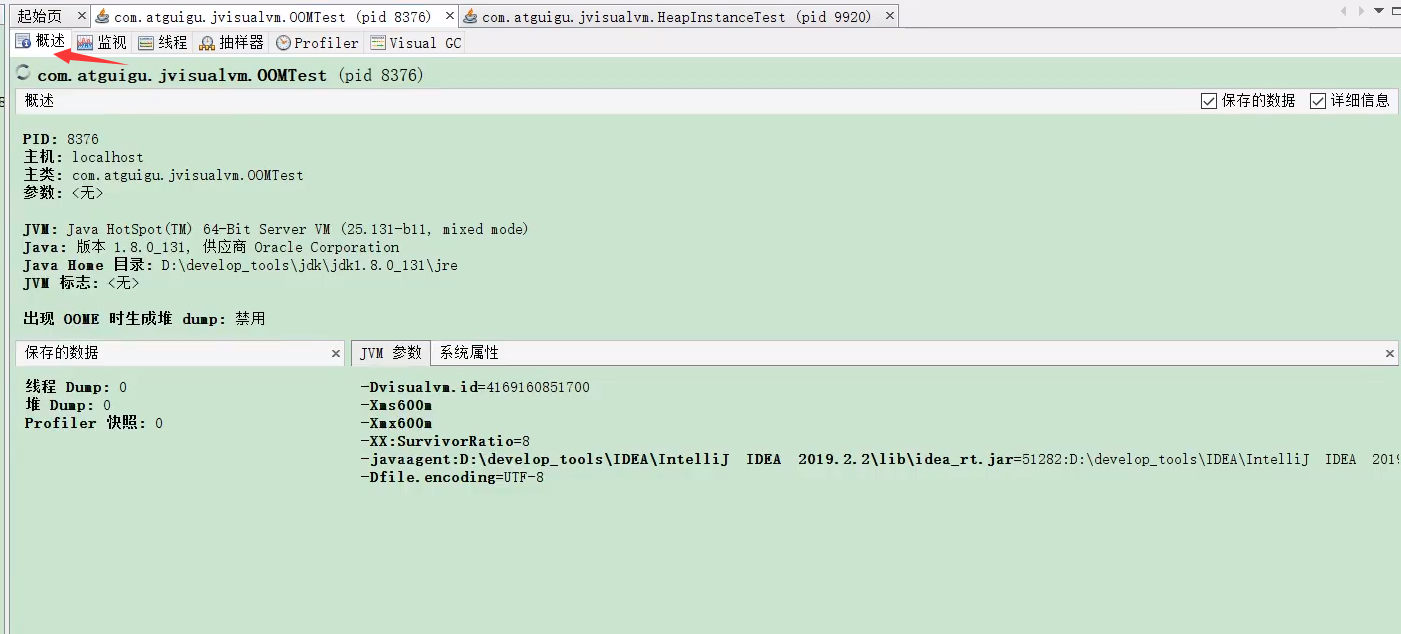 起始页 com.atguigu.jvisualvm.OOMTest (pid 8376) com.atguigu.jvisualvm.HeapInstanceTest (pid 9920)
概述 监视 线程 抽样器 Profiler Visual GC
com.atguigu.jvisualvm.OOMTest (pid 8376)
概述 保存的数据 详细信息
PID: 8376
主机: localhost
主类: com.atguigu.jvisualvm.OOMTest
参数: <无>
JVM: Java HotSpot(TM) 64-Bit Server VM (25.131-b11, mixed mode)
Java: 版本 1.8.0_131, 供应商 Oracle Corporation
Java Home 目录: D:\develop_tools\jdk\jdk1.8.0_131\jre
JVM 标志: <无>
出现 OOME 时生成堆 dump: 禁用
保存的数据 JVM 参数 系统属性
线程 Dump: 0
堆 Dump: 0
Profiler 快照: 0
-Dvisualvm.id=4169160851700
-Xms600m
-Xmx600m
-XX:SurvivorRatio=8
-javaagent:D:\develop_tools\IDEA\IntelliJ IDEA 2019.2.2\lib\idea_rt.jar=51282:D:\develop_tools\IDEA\IntelliJ IDEA 2019
-Dfile.encoding=UTF-8